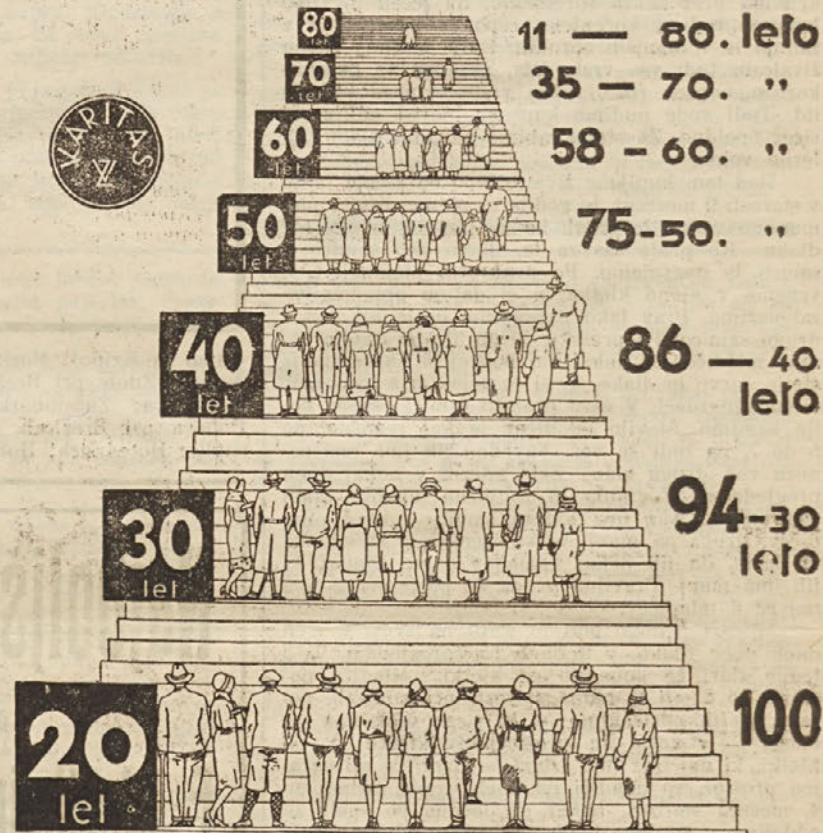 80
let
11 — 80. leto
70
let
35 – 70. "
60
let
58 – 60. "
KARITAS
50
let
75-50. "
40
let
86 — 40
leto
30
let
94-30
leto
20
let
100